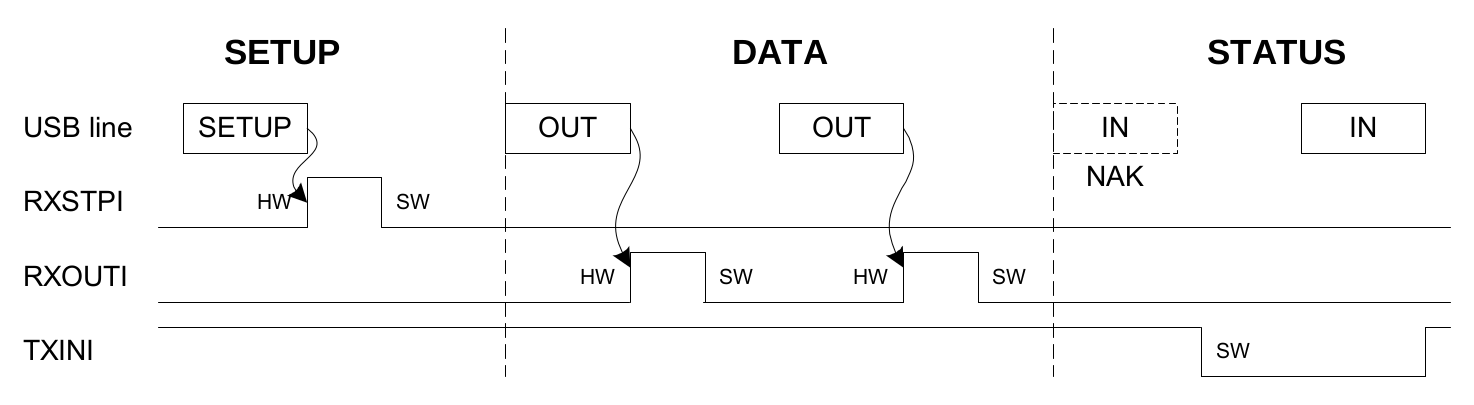 SETUP DATA STATUS
USB line SETUP OUT OUT IN IN
NAK
RXSTPI HW SW
RXOUTI HW SW HW SW
TXINI SW